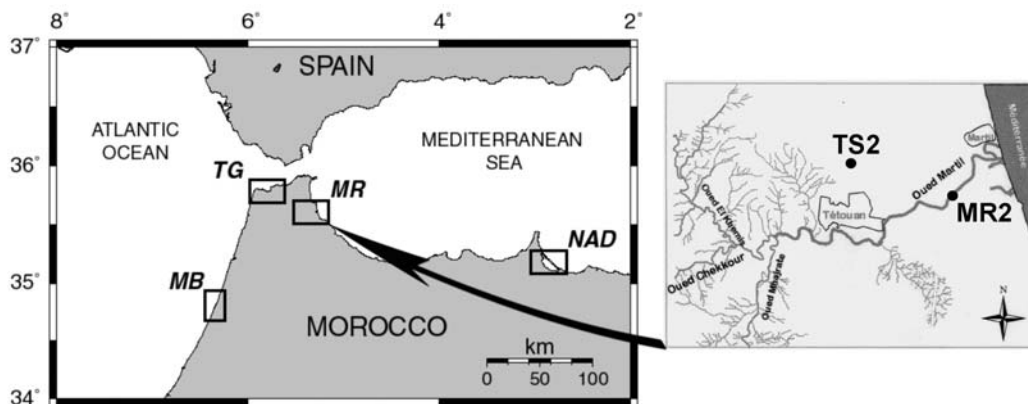 8° 6° 4° 2°
37°
SPAIN
ATLANTIC
OCEAN
MEDITERRANEAN
SEA
36°
TG
MR
NAD
35°
MB
MOROCCO
km
0 50 100
34°
Méditerranée
Martil
TS2
Oued Martil
MR2
Oued El Khemis
Tétouan
Oued Chekkour
Oued Mhajrate
N